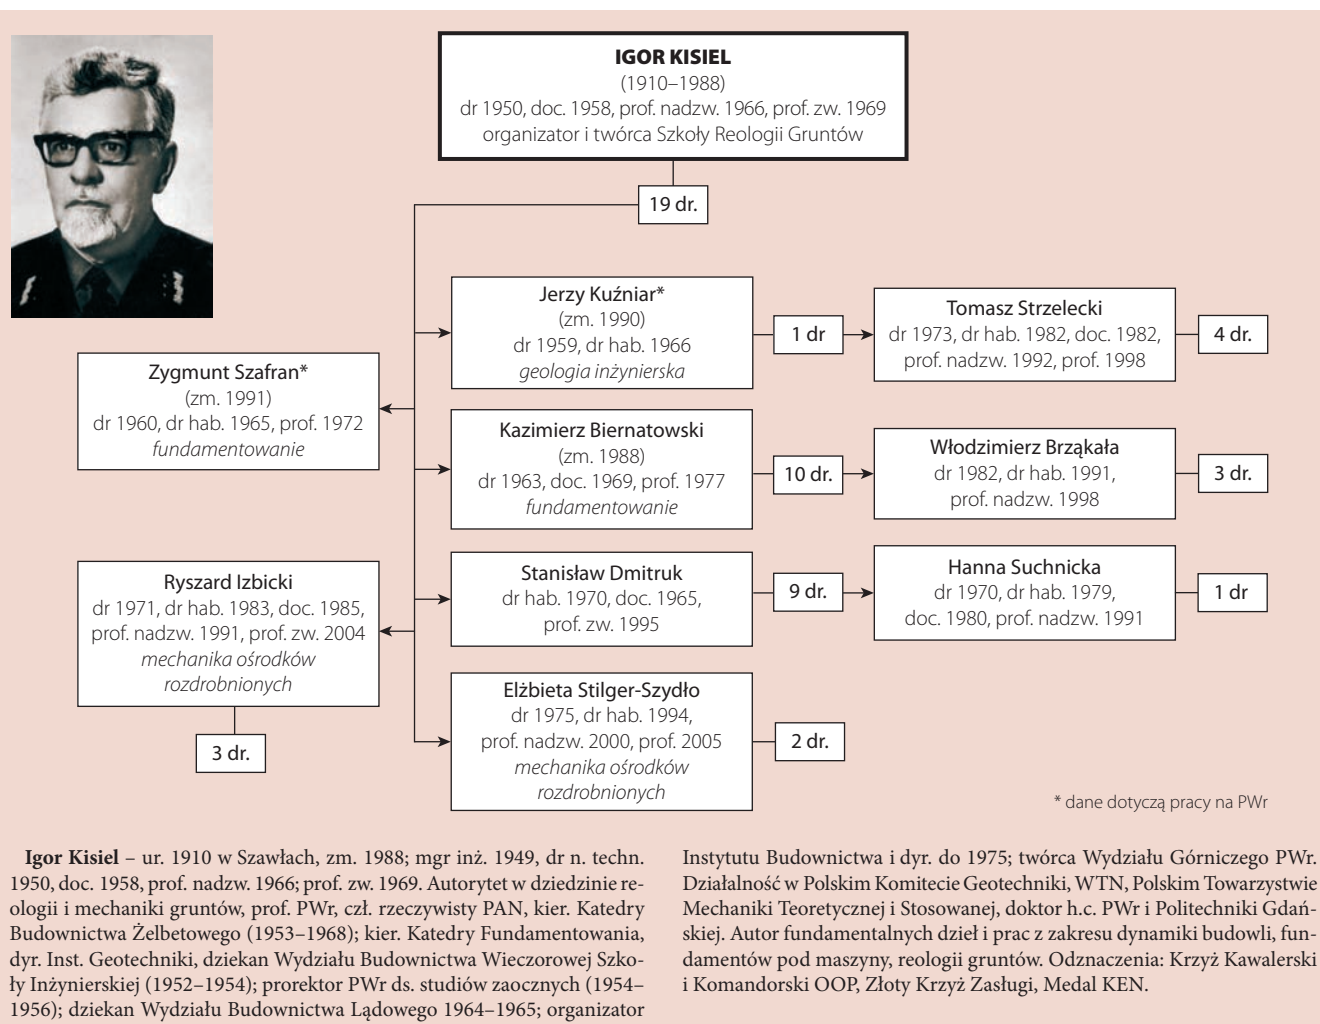 IGOR KISIEL
(1910–1988)
dr 1950, doc. 1958, prof. nadzw. 1966, prof. zw. 1969
organizator i twórca Szkoły Reologii Gruntów
19 dr.
Jerzy Kuźniar*
(zm. 1990)
dr 1959, dr hab. 1966
geologia inżynierska
1 dr
Tomasz Strzelecki
dr 1973, dr hab. 1982, doc. 1982,
prof. nadzw. 1992, prof. 1998
4 dr.
Zygmunt Szafran*
(zm. 1991)
dr 1960, dr hab. 1965, prof. 1972
fundamentowanie
Kazimierz Biernatowski
(zm. 1988)
dr 1963, doc. 1969, prof. 1977
fundamentowanie
10 dr.
Włodzimierz Brząkała
dr 1982, dr hab. 1991,
prof. nadzw. 1998
3 dr.
Stanisław Dmitruk
dr hab. 1970, doc. 1965,
prof. zw. 1995
9 dr.
Hanna Suchnicka
dr 1970, dr hab. 1979,
doc. 1980, prof. nadzw. 1991
1 dr
Ryszard Izbicki
dr 1971, dr hab. 1983, doc. 1985,
prof. nadzw. 1991, prof. zw. 2004
mechanika ośrodków
rozdrobnionych
3 dr.
Elżbieta Stilger-Szydło
dr 1975, dr hab. 1994,
prof. nadzw. 2000, prof. 2005
mechanika ośrodków
rozdrobnionych
2 dr.
* dane dotyczą pracy na PWr
Igor Kisiel – ur. 1910 w Szawłach, zm. 1988; mgr inż. 1949, dr n. techn.
1950, doc. 1958, prof. nadzw. 1966; prof. zw. 1969. Autorytet w dziedzinie re-
ologii i mechaniki gruntów, prof. PWr, czł. rzeczywisty PAN, kier. Katedry
Budownictwa Żelbetowego (1953–1968); kier. Katedry Fundamentowania,
dyr. Inst. Geotechniki, dziekan Wydziału Budownictwa Wieczorowej Szko-
ły Inżynierskiej (1952–1954); prorektor PWr ds. studiów zaocznych (1954–
1956); dziekan Wydziału Budownictwa Lądowego 1964–1965; organizator
Instytutu Budownictwa i dyr. do 1975; twórca Wydziału Górniczego PWr.
Działalność w Polskim Komitecie Geotechniki, WTN, Polskim Towarzystwie
Mechaniki Teoretycznej i Stosowanej, doktor h.c. PWr i Politechniki Gdań-
skiej. Autor fundamentalnych dzieł i prac z zakresu dynamiki budowli, fun-
damentów pod maszyny, reologii gruntów. Odznaczenia: Krzyż Kawalerski
i Komandorski OOP, Złoty Krzyż Zasługi, Medal KEN.